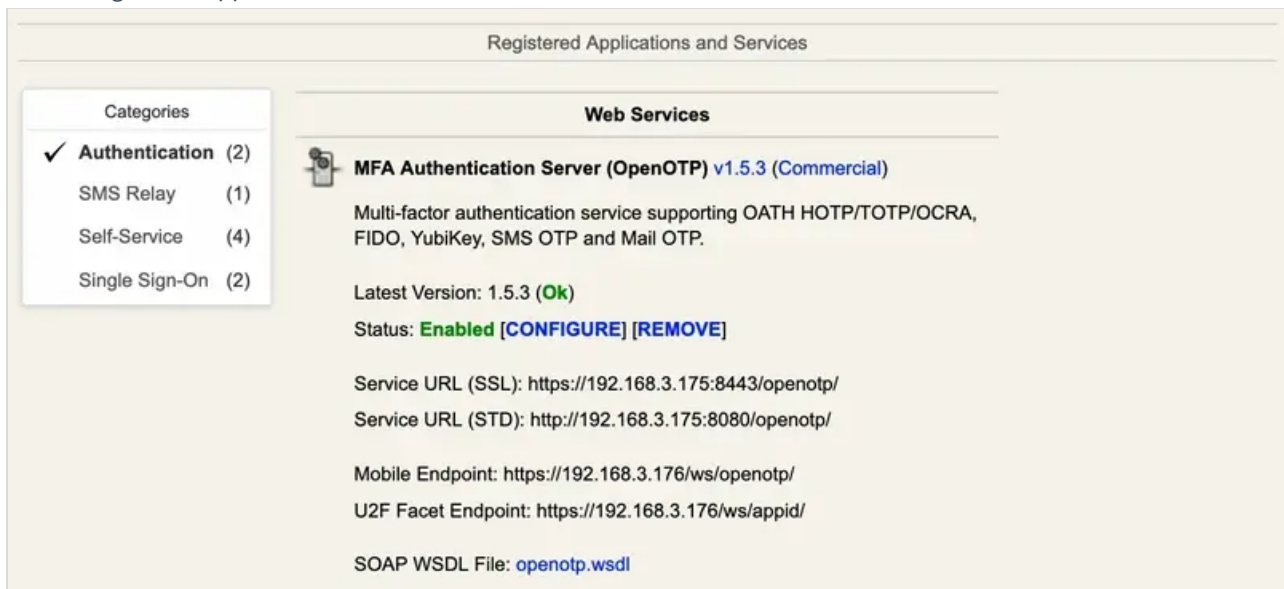 Registered Applications and Services
Categories
✓ Authentication (2)
SMS Relay (1)
Self-Service (4)
Single Sign-On (2)
Web Services
MFA Authentication Server (OpenOTP) v1.5.3 (Commercial)
Multi-factor authentication service supporting OATH HOTP/TOTP/OCRA,
FIDO, YubiKey, SMS OTP and Mail OTP.
Latest Version: 1.5.3 (Ok)
Status: Enabled [CONFIGURE] [REMOVE]
Service URL (SSL): https://192.168.3.175:8443/openotp/
Service URL (STD): http://192.168.3.175:8080/openotp/
Mobile Endpoint: https://192.168.3.176/ws/openotp/
U2F Facet Endpoint: https://192.168.3.176/ws/appid/
SOAP WSDL File: openotp.wsdl